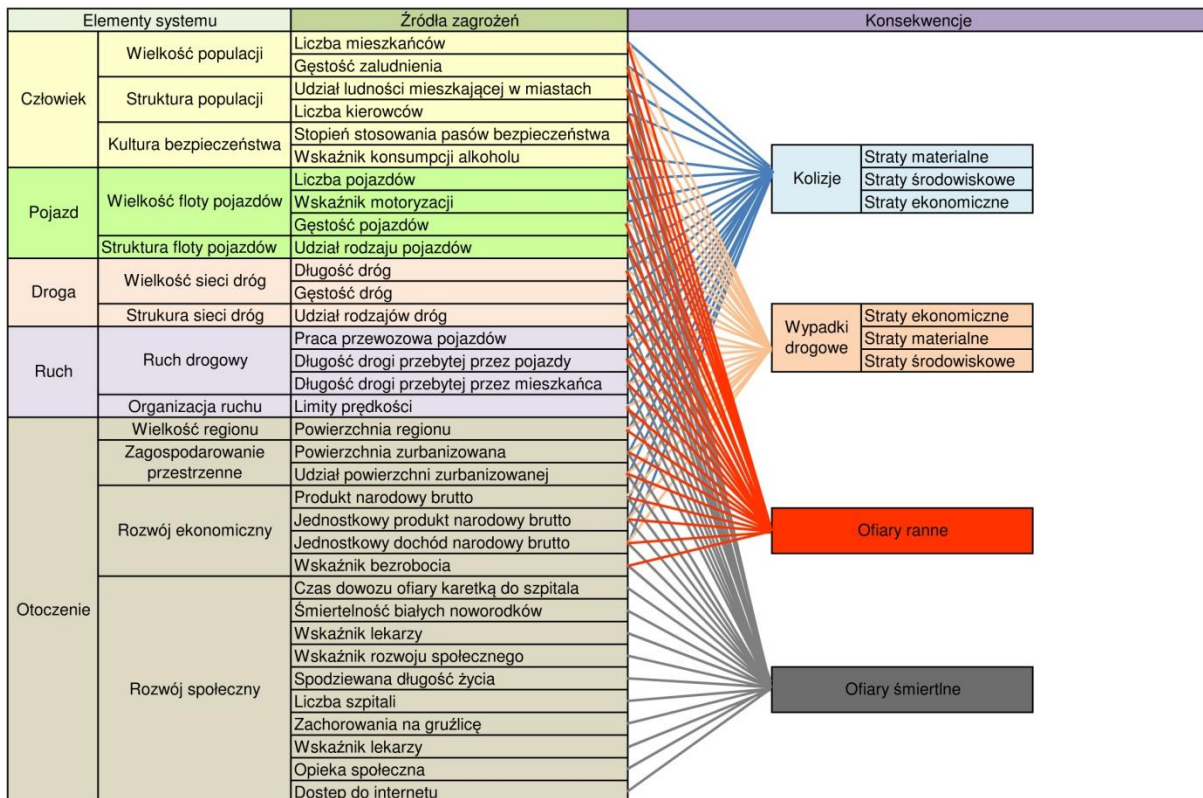 Elementy systemu
Źródła zagrożeń
Konsekwencje
Człowiek
Wielkość populacji
Liczba mieszkańców
Gęstość zaludnienia
Struktura populacji
Udział ludności mieszkającej w miastach
Liczba kierowców
Kultura bezpieczeństwa
Stopień stosowania pasów bezpieczeństwa
Wskaźnik konsumpcji alkoholu
Pojazd
Wielkość floty pojazdów
Liczba pojazdów
Wskaźnik motoryzacji
Gęstość pojazdów
Struktura floty pojazdów
Udział rodzaju pojazdów
Droga
Wielkość sieci dróg
Długość dróg
Gęstość dróg
Strukura sieci dróg
Udział rodzajów dróg
Ruch
Ruch drogowy
Praca przewozowa pojazdów
Długość drogi przebytej przez pojazdy
Długość drogi przebytej przez mieszkańca
Organizacja ruchu
Limity prędkości
Otoczenie
Wielkość regionu
Powierzchnia regionu
Zagospodarowanie
przestrzenne
Powierzchnia zurbanizowana
Udział powierzchni zurbanizowanej
Rozwój ekonomiczny
Produkt narodowy brutto
Jednostkowy produkt narodowy brutto
Jednostkowy dochód narodowy brutto
Wskaźnik bezrobocia
Rozwój społeczny
Czas dowozu ofiary karetką do szpitala
Śmiertelność białych noworodków
Wskaźnik lekarzy
Wskaźnik rozwoju społecznego
Spodziewana długość życia
Liczba szpitali
Zachorowania na gruźlicę
Wskaźnik lekarzy
Opieka społeczna
Dostęp do internetu
Kolizje
Straty materialne
Straty środowiskowe
Straty ekonomiczne
Wypadki
drogowe
Straty ekonomiczne
Straty materialne
Straty środowiskowe
Ofiary ranne
Ofiary śmiertlne